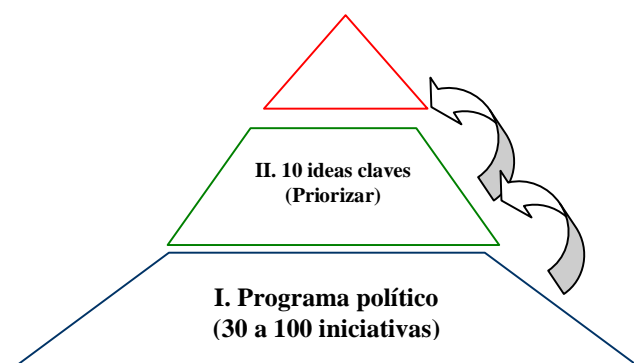 II. 10 ideas claves
(Priorizar)
I. Programa político
(30 a 100 iniciativas)